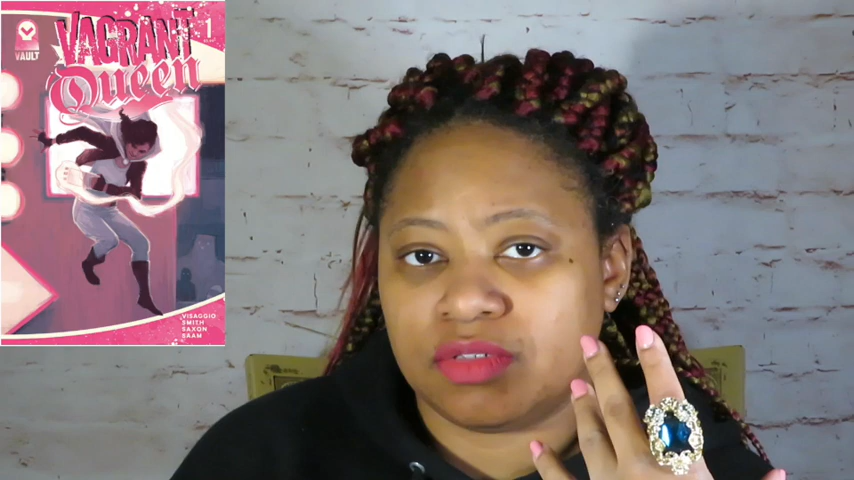 1
VAULT
VAGRANT
Queen
VISAGGIO
SMITH
SAXON
SAAM